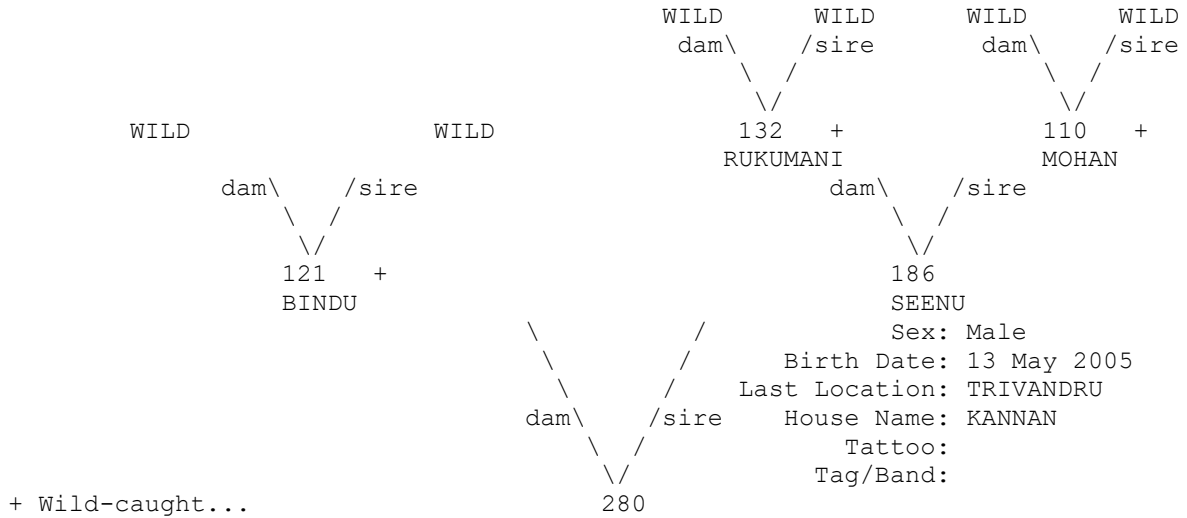 WILD WILD WILD WILD
dam\ /sire dam\ /sire
\ / \ /
\/ \/
WILD WILD 132 + 110 +
RUKUMANI MOHAN
dam\ /sire dam\ /sire
\ / \ /
\/ \/
121 + 186
BINDU SEENU
\ / Sex: Male
\ / Birth Date: 13 May 2005
\ / Last Location: TRIVANDRU
dam\ /sire House Name: KANNAN
\ / Tattoo:
\/ Tag/Band:
+ Wild-caught... 280